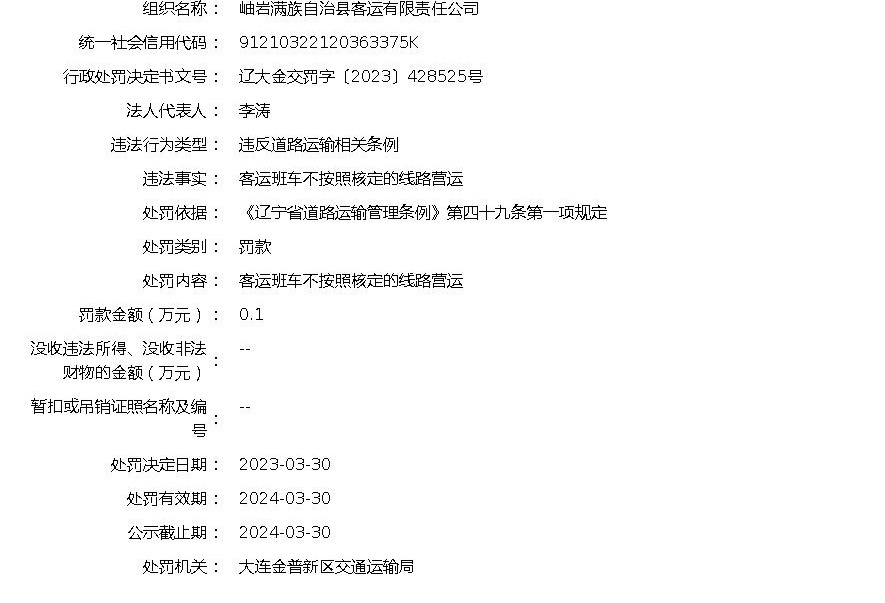 组织名称： 岫岩满族自治县客运有限责任公司
统一社会信用代码： 91210322120363375K
行政处罚决定书文号： 辽大金交罚字〔2023〕428525号
法人代表人： 李涛
违法行为类型： 违反道路运输相关条例
违法事实： 客运班车不按照核定的线路营运
处罚依据： 《辽宁省道路运输管理条例》第四十九条第一项规定
处罚类别： 罚款
处罚内容： 客运班车不按照核定的线路营运
罚款金额（万元）： 0.1
没收违法所得、没收非法
财物的金额（万元）： --
暂扣或吊销证照名称及编
号： --
处罚决定日期： 2023-03-30
处罚有效期： 2024-03-30
公示截止期： 2024-03-30
处罚机关： 大连金普新区交通运输局